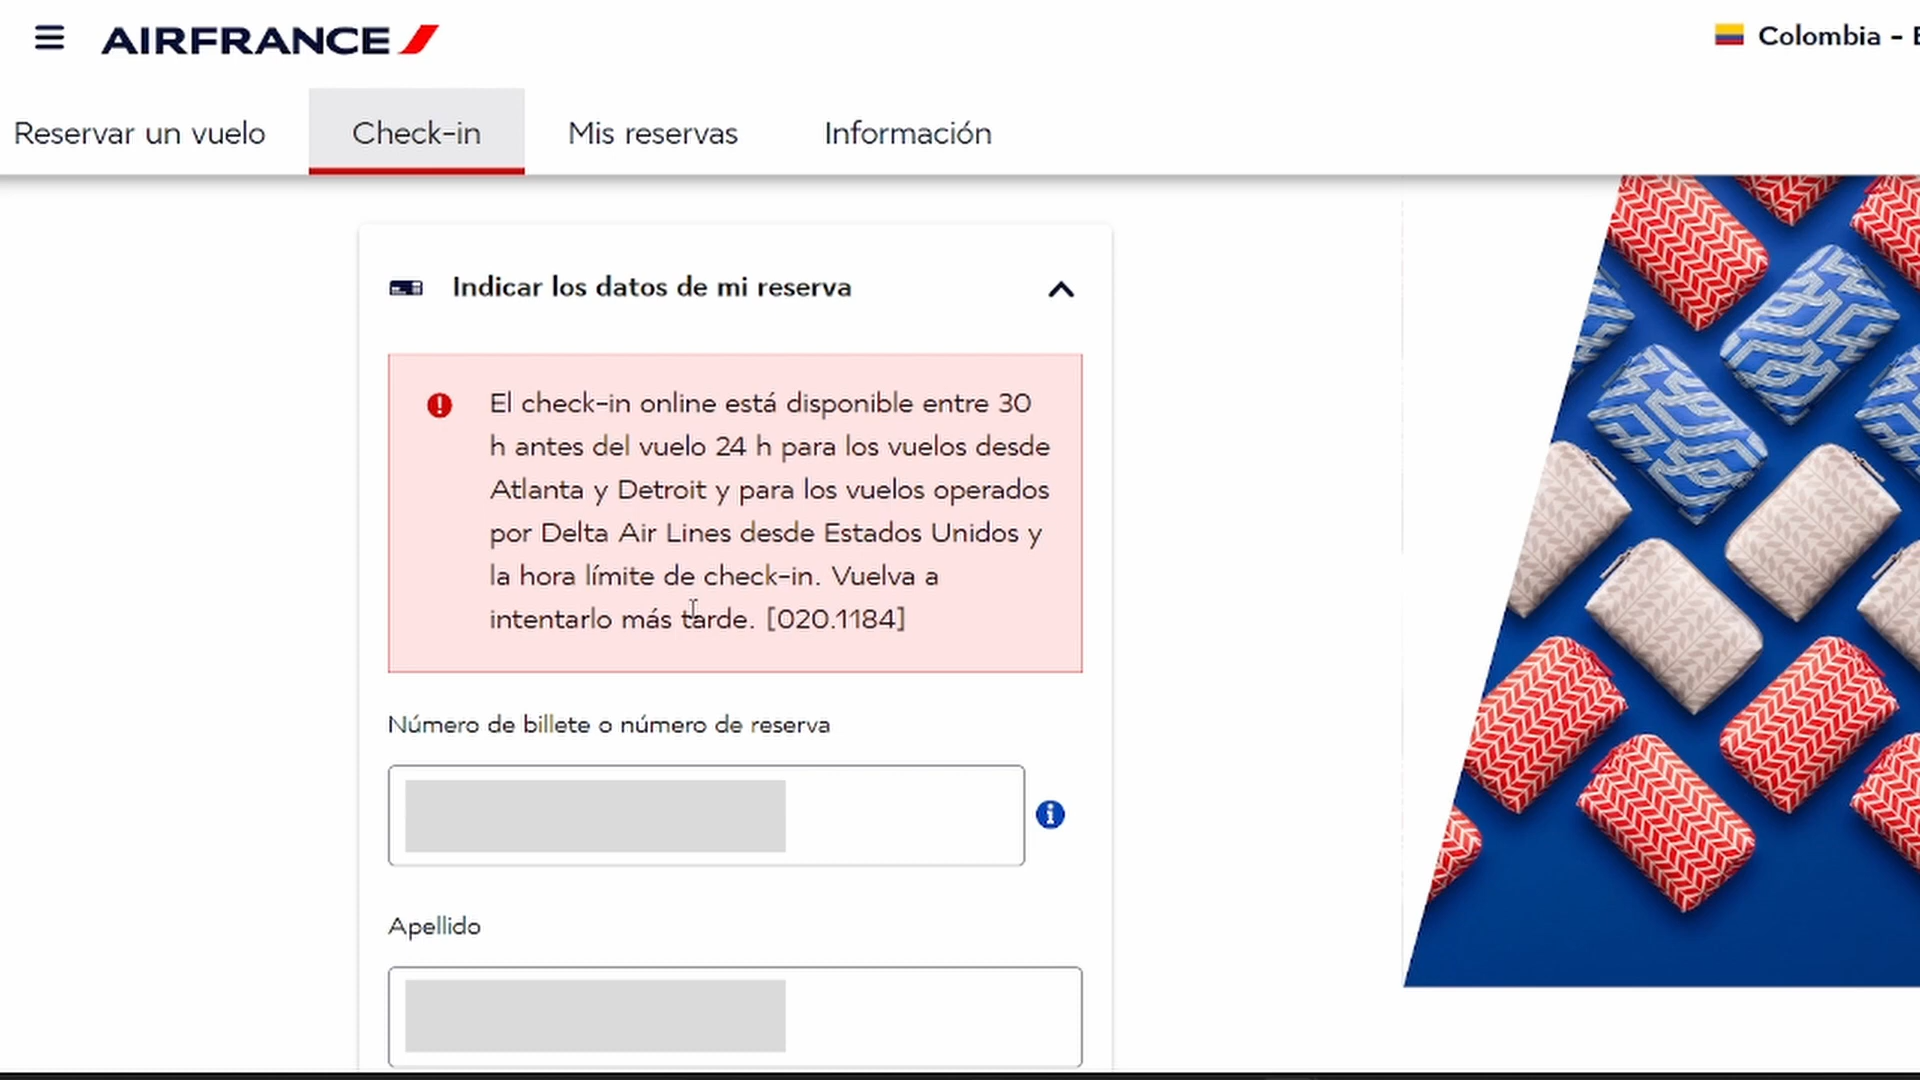 AIRFRANCE
Colombia -
Reservar un vuelo
Check-in
Mis reservas
Información
Indicar los datos de mi reserva
El check-in online está disponible entre 30
h antes del vuelo 24 h para los vuelos desde
Atlanta y Detroit y para los vuelos operados
por Delta Air Lines desde Estados Unidos y
la hora límite de check-in. Vuelva a
intentarlo más tarde. [020.1184]
Número de billete o número de reserva
Apellido